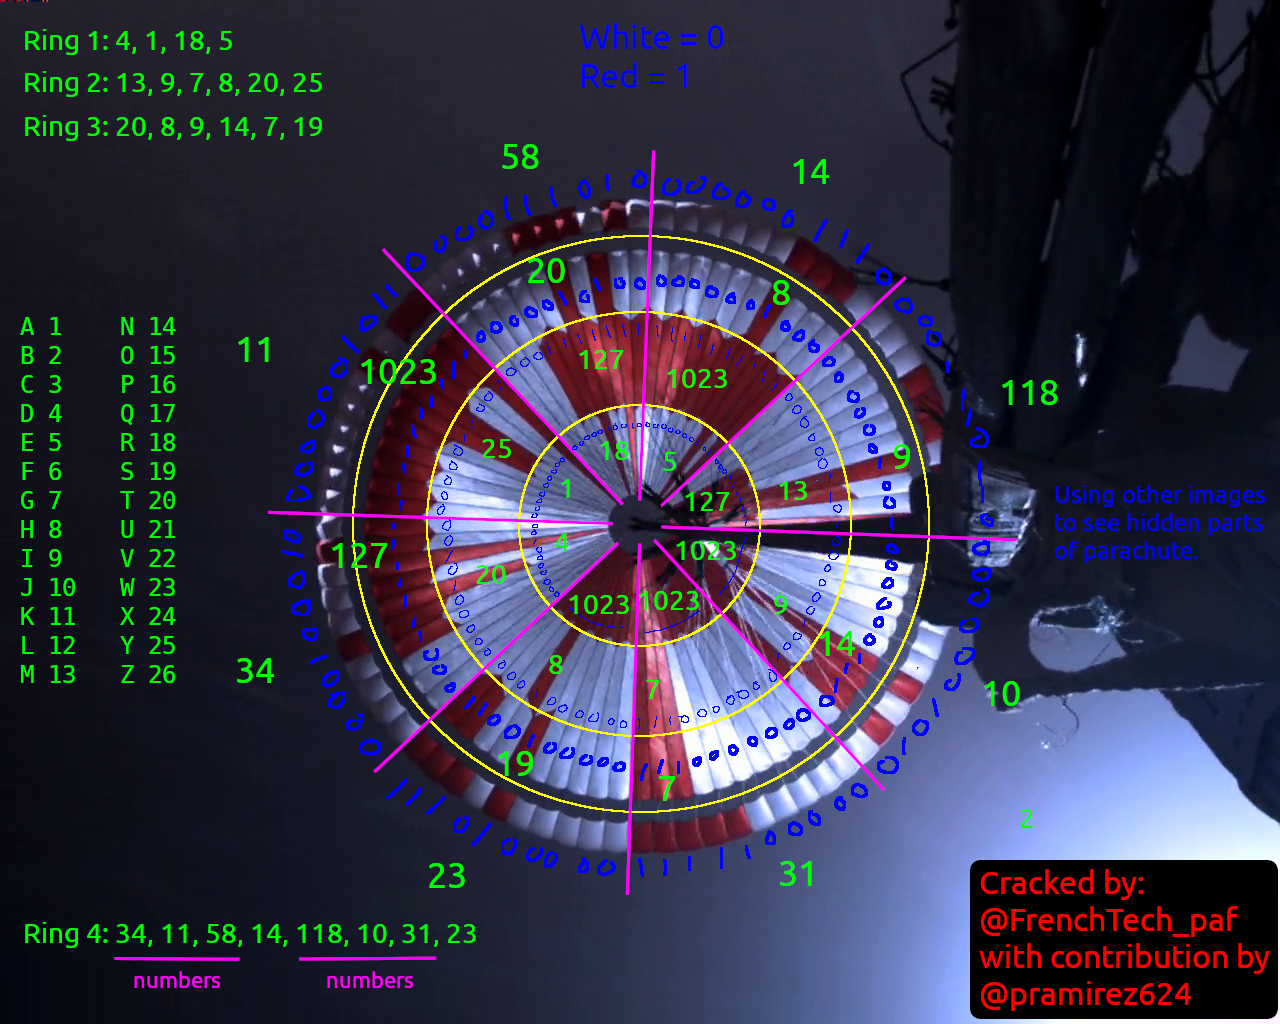 Ring 1: 4, 1, 18, 5
Ring 2: 13, 9, 7, 8, 20, 25
Ring 3: 20, 8, 9, 14, 7, 19
White = 0
Red = 1
58
14
20
8
11
1023
127
1023
118
A 1
B 2
C 3
D 4
E 5
F 6
G 7
H 8
I 9
J 10
K 11
L 12
M 13
N 14
O 15
P 16
Q 17
R 18
S 19
T 20
U 21
V 22
W 23
X 24
Y 25
Z 26
25
18
5
9
1
127
13
Using other images
to see hidden parts
of parachute.
127
4
1023
20
1023
1023
9
14
34
8
7
10
19
7
2
23
31
Ring 4: 34, 11, 58, 14, 118, 10, 31, 23
numbers
numbers
Cracked by:
@FrenchTech_paf
with contribution by
@pramirez624